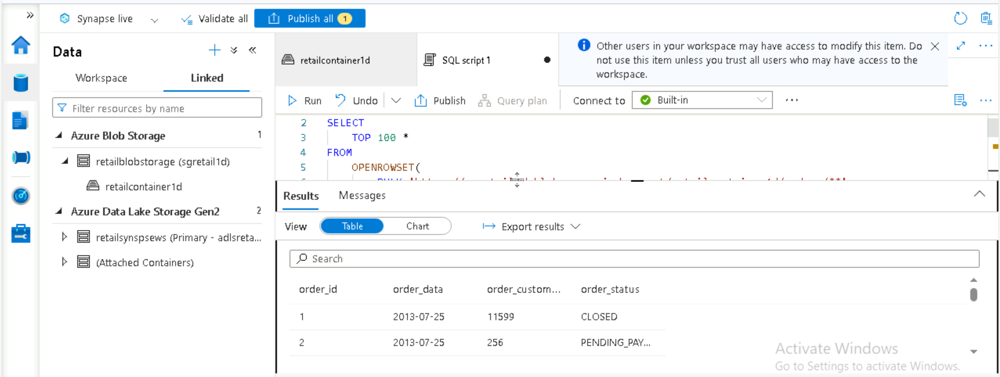 Synapse live
Validate all
Publish all 1
Data
Workspace Linked
Filter resources by name
Azure Blob Storage 1
retailblobstorage (sgretail1d)
retailcontainer1d
Azure Data Lake Storage Gen2 2
retailsynspsews (Primary - adlsreta...
(Attached Containers)
retailcontainer1d
SQL script 1
Other users in your workspace may have access to modify this item. Do
not use this item unless you trust all users who may have access to the
workspace.
Run Undo Publish Query plan Connect to Built-in
2 SELECT
3 TOP 100 *
4 FROM
5 OPENROWSET(
Results Messages
View Table Chart Export results
Search
order_id order_data order_custom... order_status
1 2013-07-25 11599 CLOSED
2 2013-07-25 256 PENDING_PAY...
Activate Windows
Go to Settings to activate Windows.